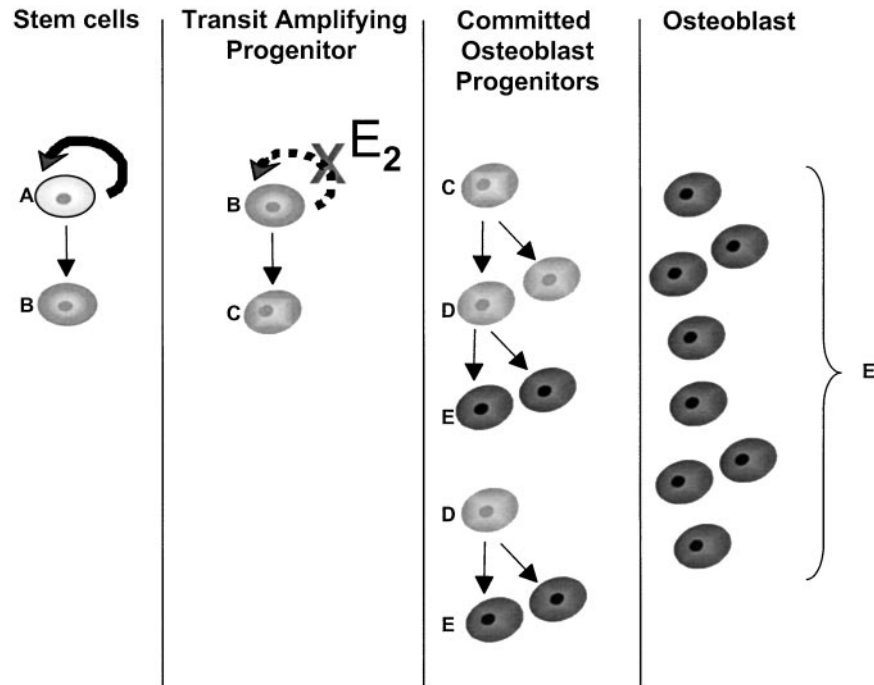 Stem cells
Transit Amplifying
Progenitor
Committed
Osteoblast
Progenitors
Osteoblast
A
B
B
C
E₂
X
C
D
E
D
E
E